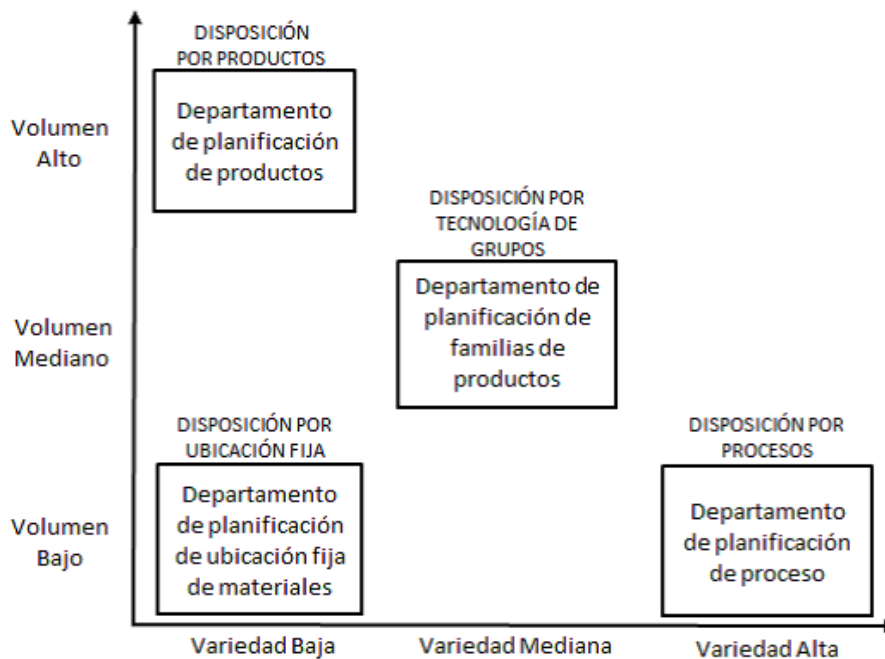 DISPOSICIÓN
POR PRODUCTOS
Departamento
de planificación
de productos
Volumen
Alto
DISPOSICIÓN POR
TECNOLOGÍA DE
GRUPOS
Departamento de
planificación de
familias de
productos
Volumen
Mediano
DISPOSICIÓN POR
UBICACIÓN FIJA
Departamento
de planificación
de ubicación fija
de materiales
DISPOSICIÓN POR
PROCESOS
Departamento
de planificación
de proceso
Volumen
Bajo
Variedad Baja
Variedad Mediana
Variedad Alta